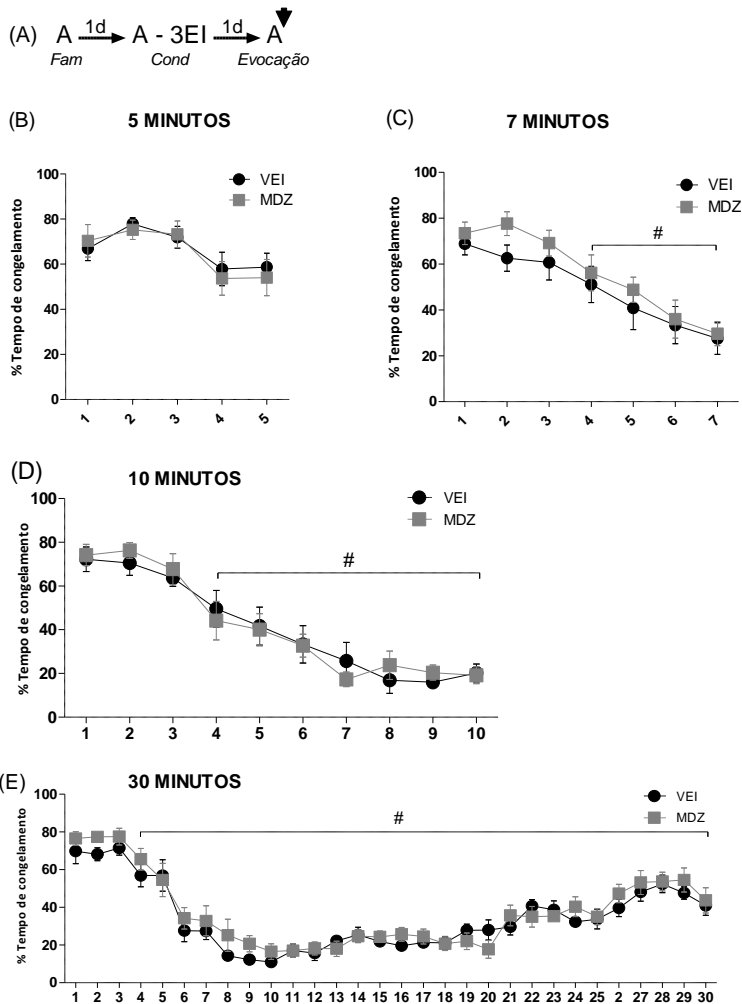 (A) A 1d A - 3EI 1d A
Fam Cond Evocação
(B) 5 MINUTOS
% Tempo de congelamento
100
80
60
40
20
0
VEI
MDZ
1 2 3 4 5
(C) 7 MINUTOS
% Tempo de congelamento
100
80
60
40
20
0
VEI
MDZ
#
1 2 3 4 5 6 7
(D) 10 MINUTOS
% Tempo de congelamento
100
80
60
40
20
0
VEI
MDZ
#
1 2 3 4 5 6 7 8 9 10
(E) 30 MINUTOS
% Tempo de congelamento
100
80
60
40
20
0
VEI
MDZ
#
1 2 3 4 5 6 7 8 9 10 11 12 13 14 15 16 17 18 19 20 21 22 23 24 25 2 27 28 29 30